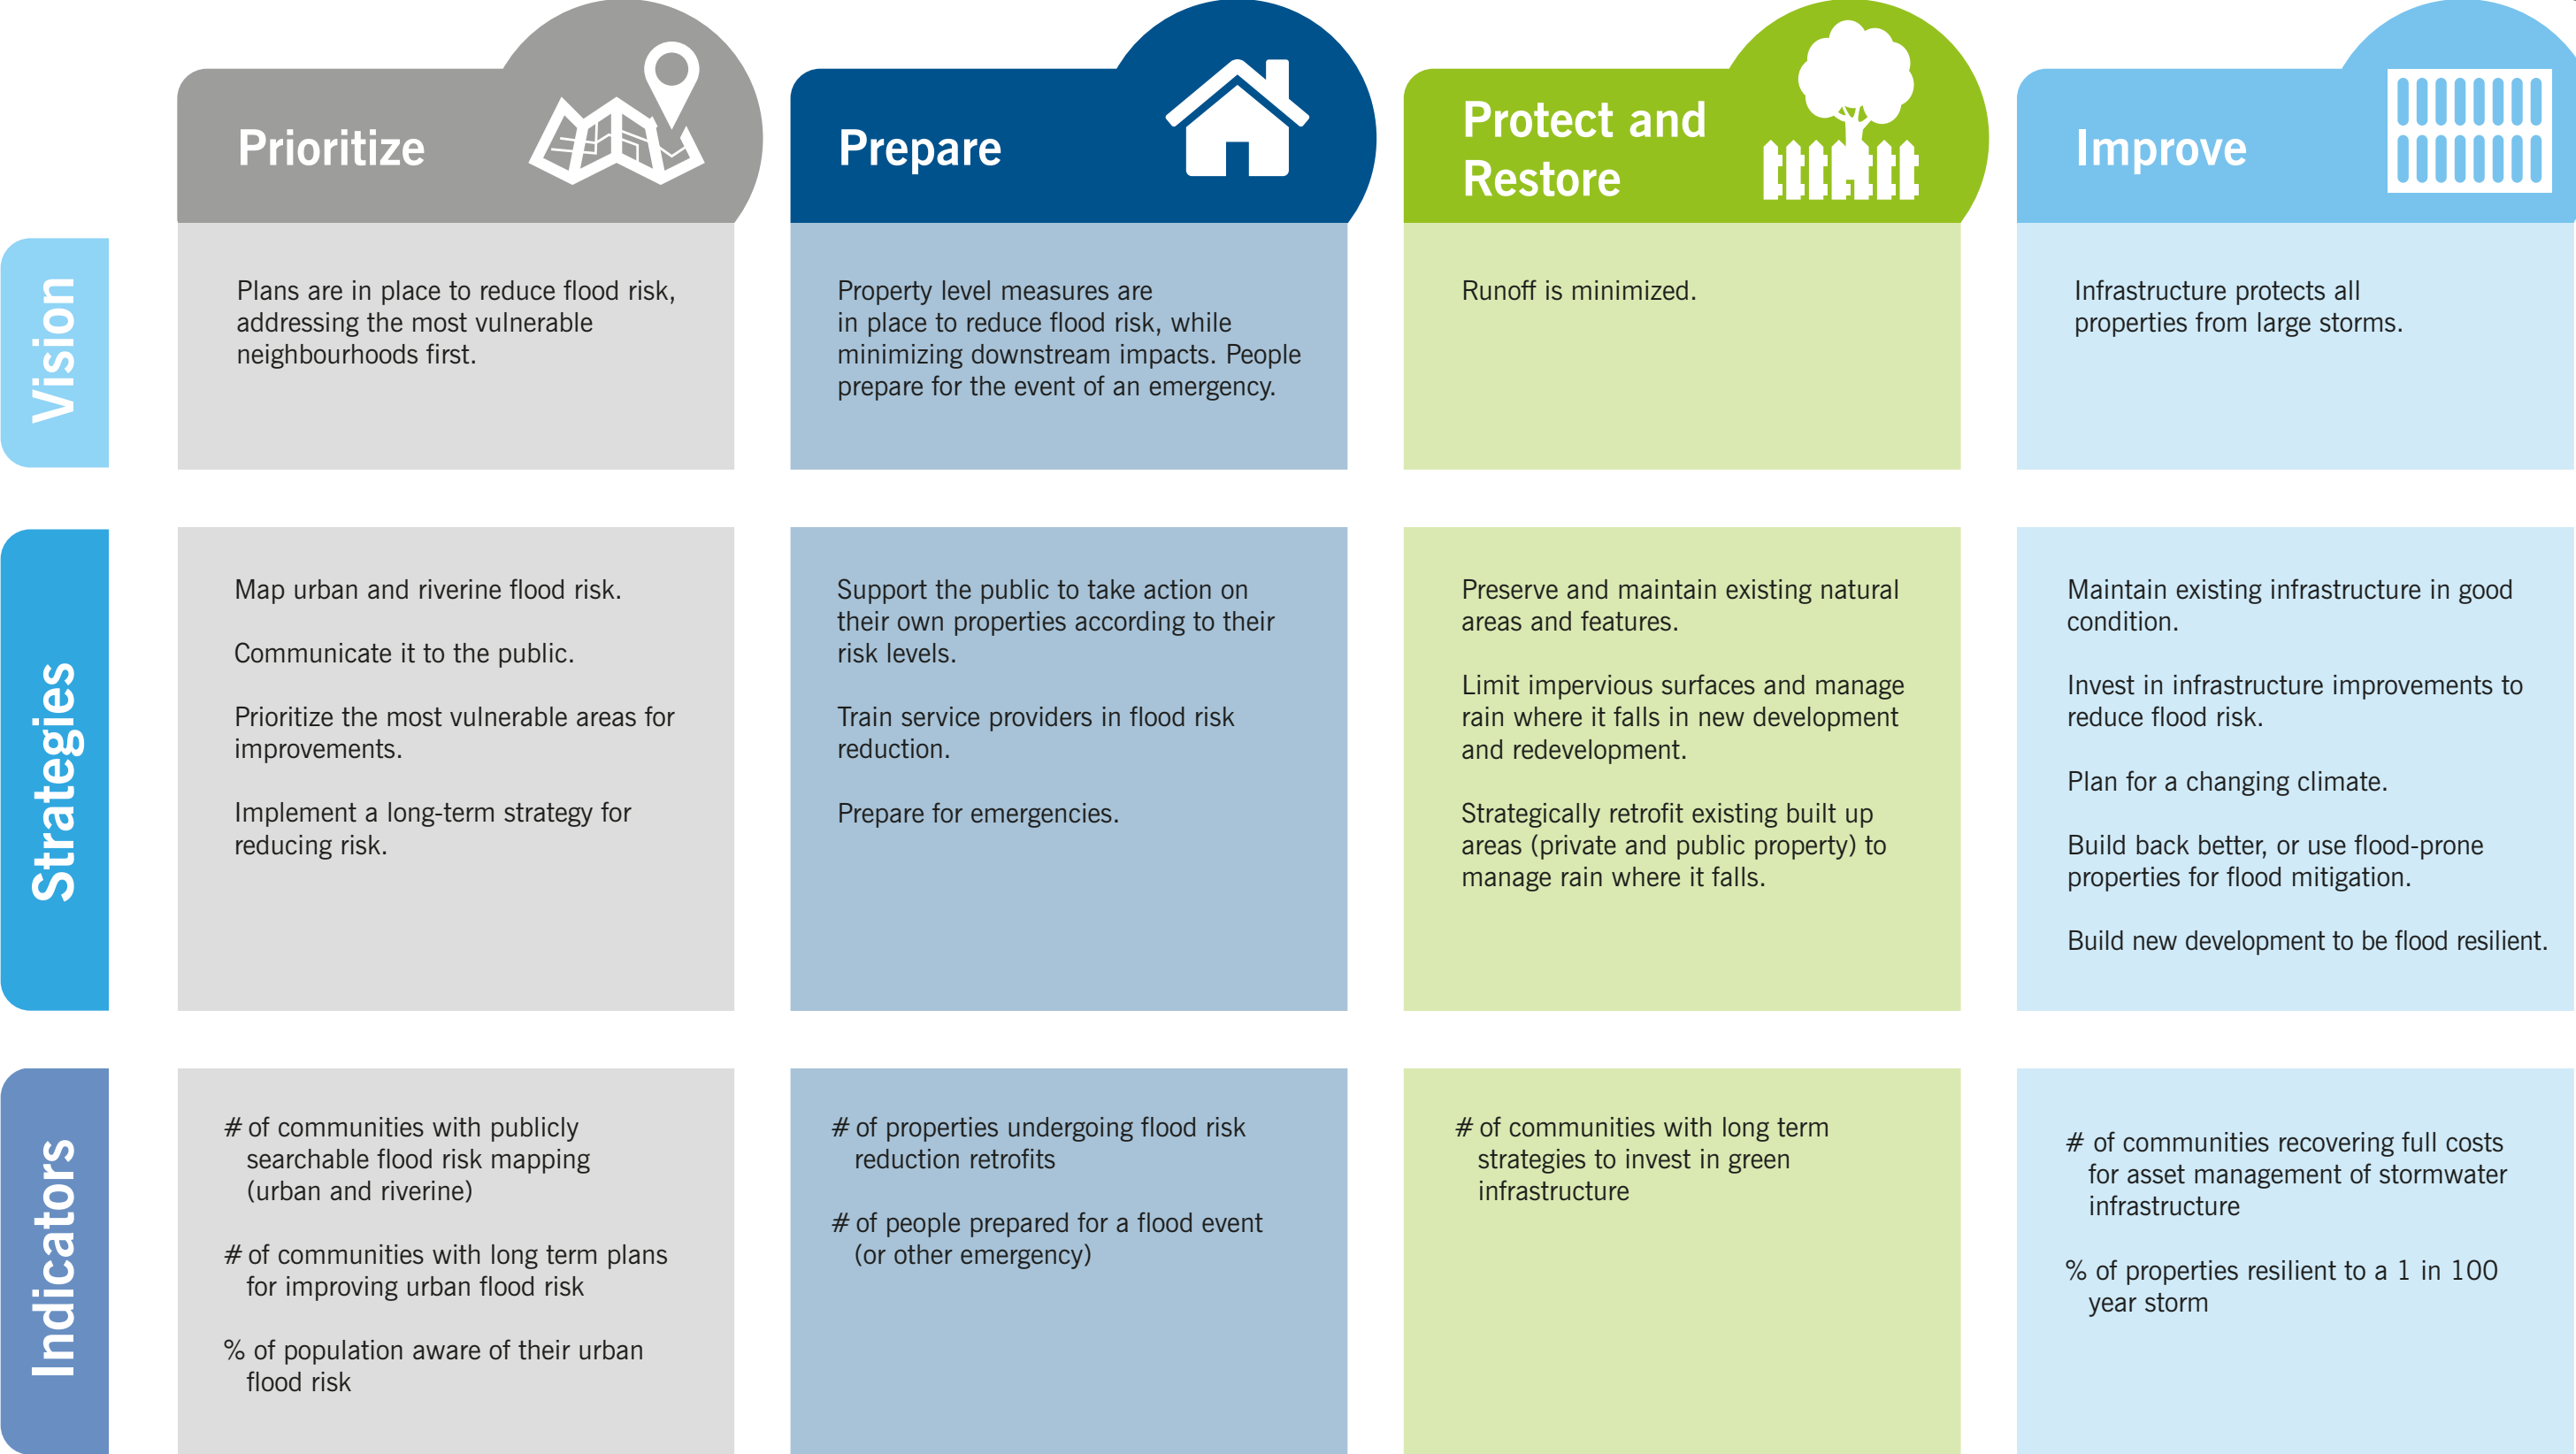 Prioritize
Prepare
Protect and
Restore
Improve
Vision
Plans are in place to reduce flood risk,
addressing the most vulnerable
neighbourhoods first.
Property level measures are
in place to reduce flood risk, while
minimizing downstream impacts. People
prepare for the event of an emergency.
Runoff is minimized.
Infrastructure protects all
properties from large storms.
Strategies
Map urban and riverine flood risk.
Communicate it to the public.
Prioritize the most vulnerable areas for
improvements.
Implement a long-term strategy for
reducing risk.
Support the public to take action on
their own properties according to their
risk levels.
Train service providers in flood risk
reduction.
Prepare for emergencies.
Preserve and maintain existing natural
areas and features.
Limit impervious surfaces and manage
rain where it falls in new development
and redevelopment.
Strategically retrofit existing built up
areas (private and public property) to
manage rain where it falls.
Maintain existing infrastructure in good
condition.
Invest in infrastructure improvements to
reduce flood risk.
Plan for a changing climate.
Build back better, or use flood-prone
properties for flood mitigation.
Build new development to be flood resilient.
Indicators
# of communities with publicly
searchable flood risk mapping
(urban and riverine)
# of communities with long term plans
for improving urban flood risk
% of population aware of their urban
flood risk
# of properties undergoing flood risk
reduction retrofits
# of people prepared for a flood event
(or other emergency)
# of communities with long term
strategies to invest in green
infrastructure
# of communities recovering full costs
for asset management of stormwater
infrastructure
% of properties resilient to a 1 in 100
year storm